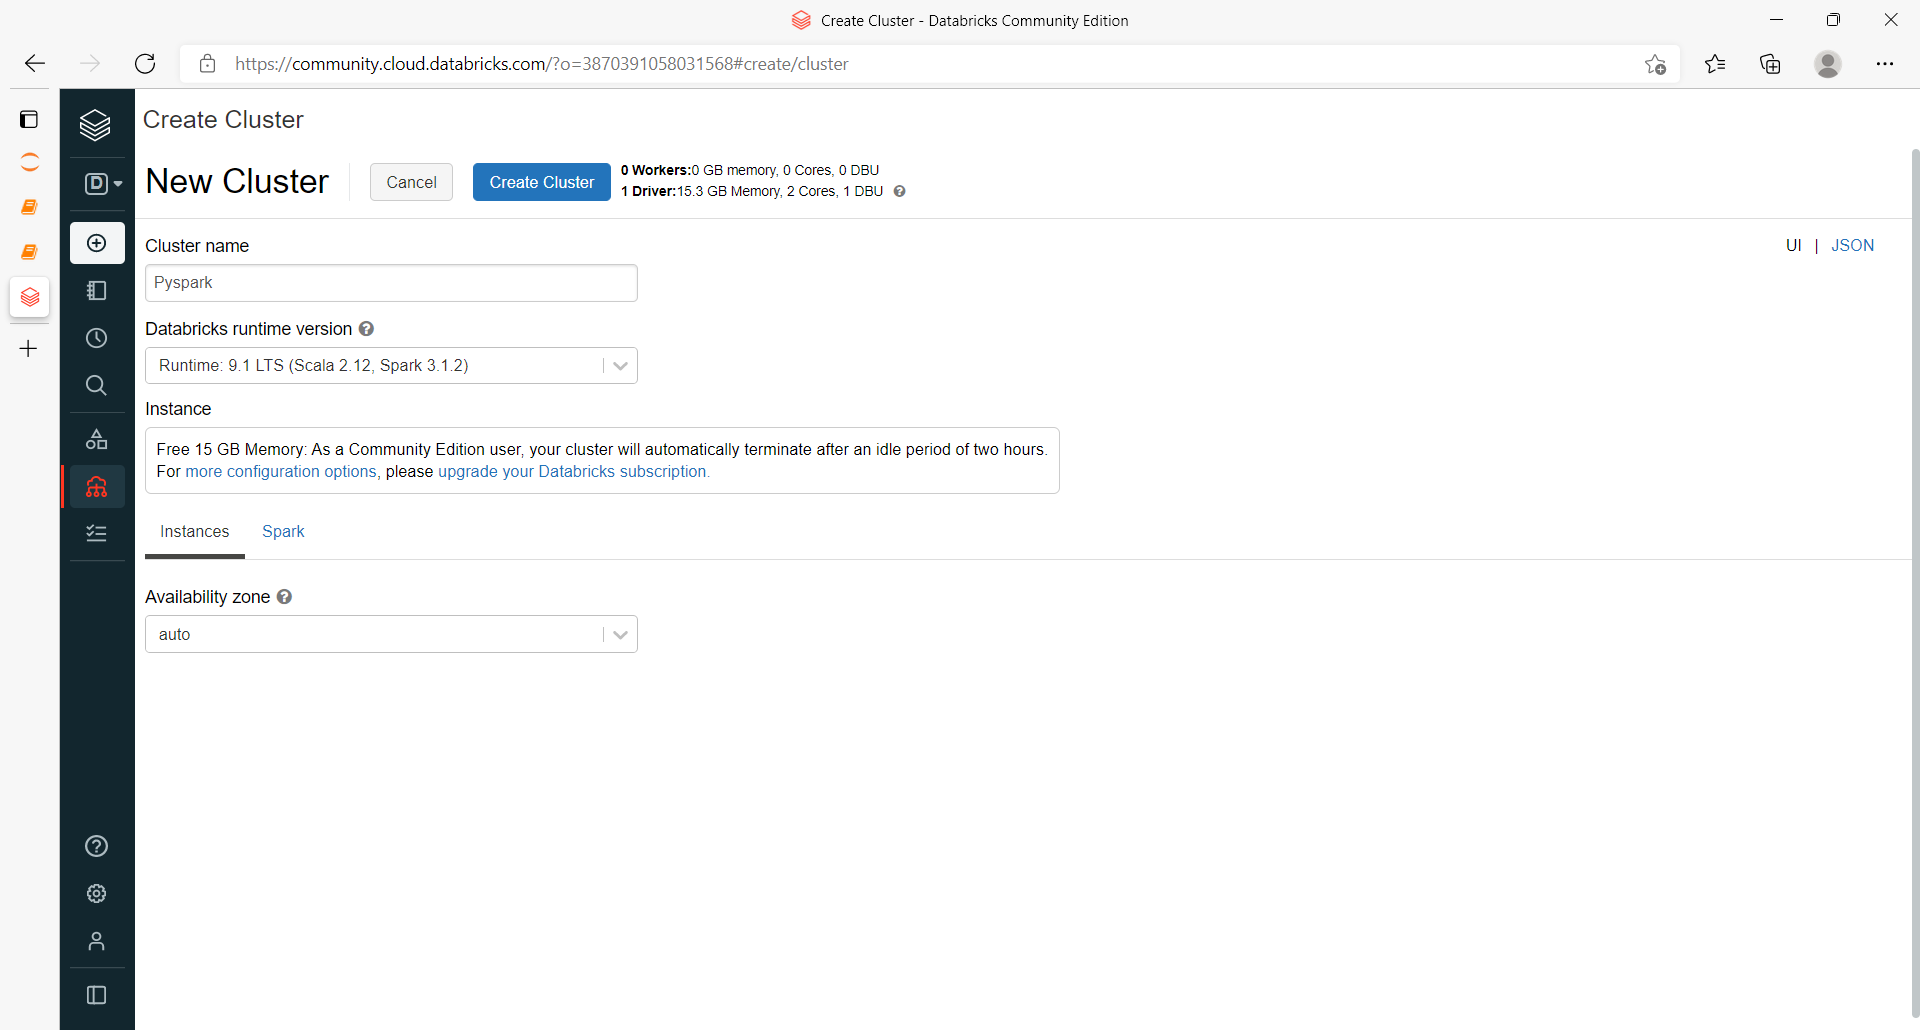 Create Cluster - Databricks Community Edition
https://community.cloud.databricks.com/?o=3870391058031568#create/cluster
Create Cluster
D
New Cluster
Cancel
Create Cluster
0 Workers:0 GB memory, 0 Cores, 0 DBU
1 Driver:15.3 GB Memory, 2 Cores, 1 DBU
Cluster name
UI | JSON
Pyspark
Databricks runtime version
Runtime: 9.1 LTS (Scala 2.12, Spark 3.1.2)
Instance
Free 15 GB Memory: As a Community Edition user, your cluster will automatically terminate after an idle period of two hours.
For more configuration options, please upgrade your Databricks subscription.
Instances
Spark
Availability zone
auto